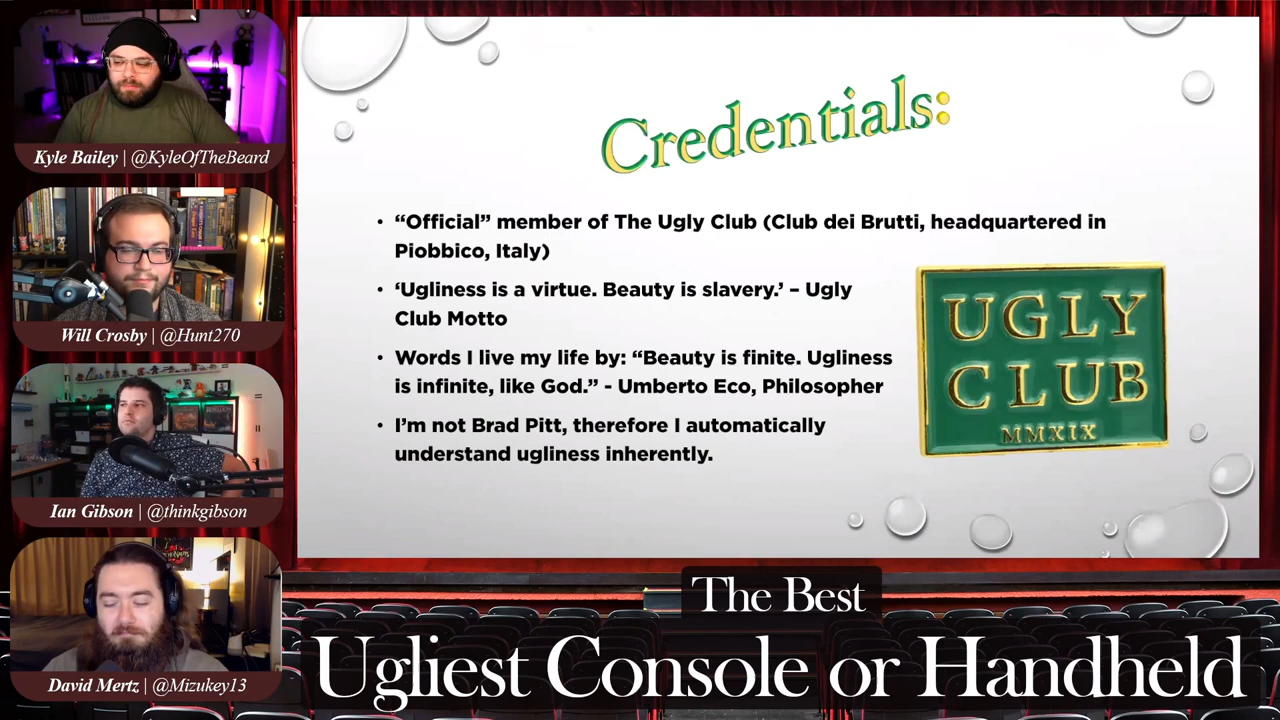 Kyle Bailey | @KyleOfTheBeard
Will Crosby | @Hunt270
Ian Gibson | @thinkgibson
David Mertz | @Mizukey13
Credentials:
• “Official” member of The Ugly Club (Club dei Brutti, headquartered in
Piobbico, Italy)
• ‘Ugliness is a virtue. Beauty is slavery.’ – Ugly
Club Motto
• Words I live my life by: “Beauty is finite. Ugliness
is infinite, like God.” - Umberto Eco, Philosopher
• I’m not Brad Pitt, therefore I automatically
understand ugliness inherently.
UGLY
CLUB
MMXIX
The Best
Ugliest Console or Handheld